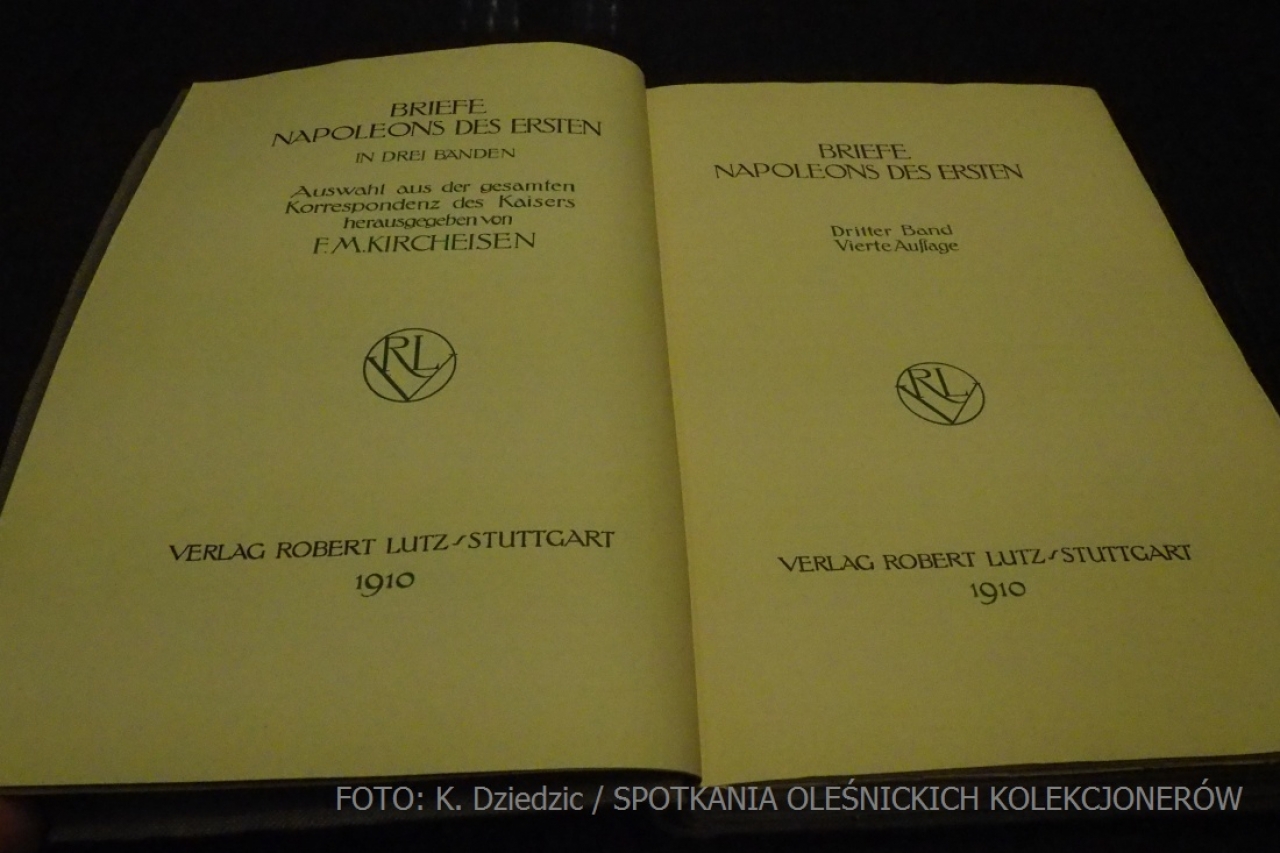 BRIEFE
NAPOLEONS DES ERSTEN
IN DREI BÄNDEN
Auswahl aus der gesamten
Korrespondenz des Kaisers
herausgegeben von
F.M.KIRCHEISEN
RLV
VERLAG ROBERT LUTZ STUTTGART
1910
BRIEFE
NAPOLEONS DES ERSTEN
Dritter Band
Vierte Auflage
RLV
VERLAG ROBERT LUTZ STUTTGART
1910
FOTO: K. Dziedzic / SPOTKANIA OLEŚNICKICH KOLEKCJONERÓW